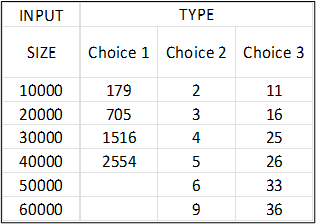 INPUT TYPE
SIZE Choice 1 Choice 2 Choice 3
10000 179 2 11
20000 705 3 16
30000 1516 4 25
40000 2554 5 26
50000 6 33
60000 9 36